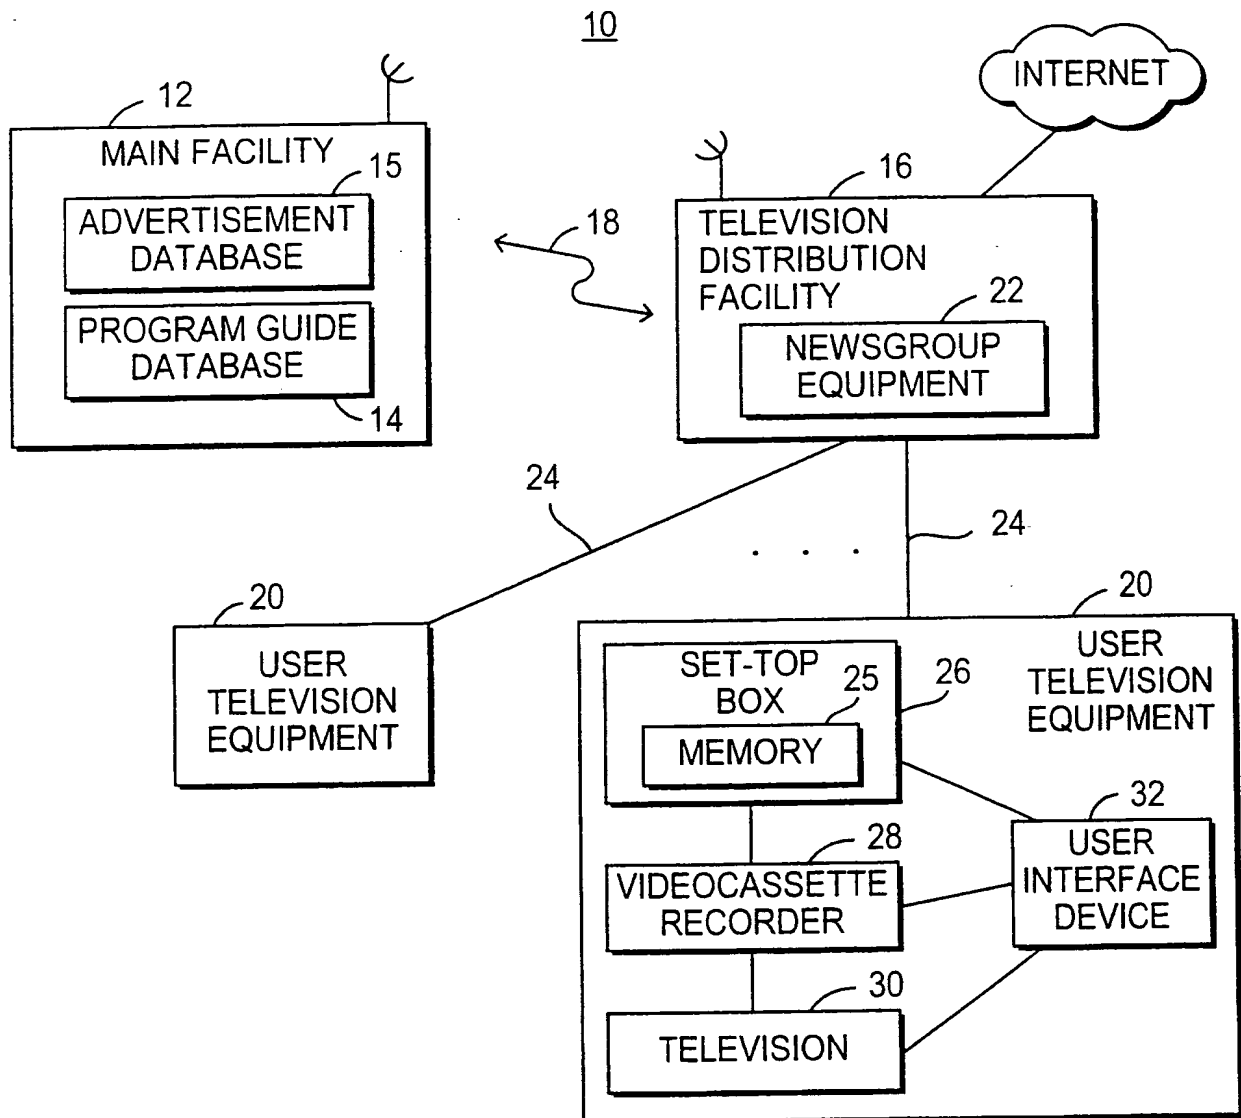 10
INTERNET
12
MAIN FACILITY
15
ADVERTISEMENT
DATABASE
PROGRAM GUIDE
DATABASE
14
18
16
TELEVISION
DISTRIBUTION
FACILITY
22
NEWSGROUP
EQUIPMENT
24
24
. . .
20
USER
TELEVISION
EQUIPMENT
20
USER
TELEVISION
EQUIPMENT
SET-TOP
BOX
25
MEMORY
26
28
VIDEOCASSETTE
RECORDER
32
USER
INTERFACE
DEVICE
30
TELEVISION